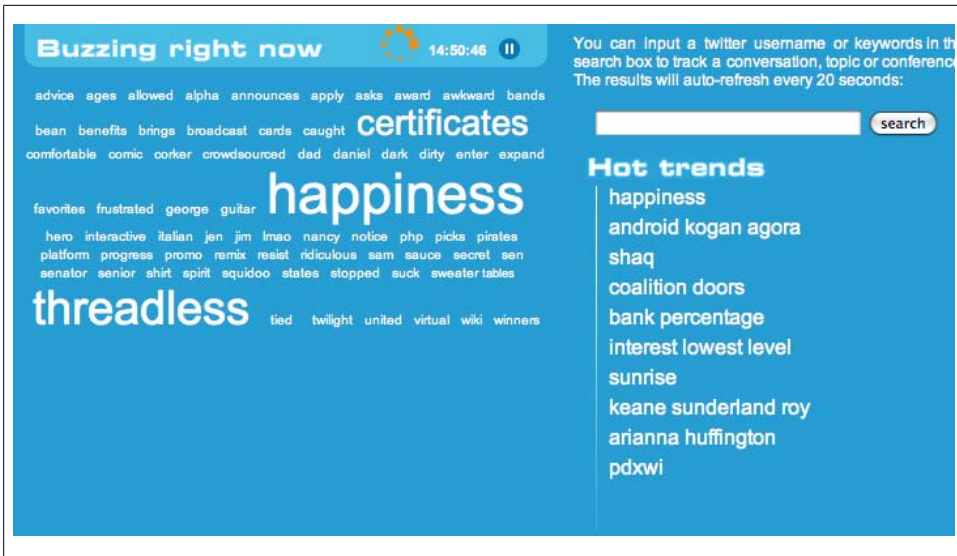 Buzzing right now
14:50:46
advice ages allowed alpha announces apply asks award awkward bands
bean benefits brings broadcast cards caught certificates
comfortable comic corker crowdsourced dad daniel dark dirty enter expand
favorites frustrated george guitar happiness
hero interactive italian jen jim lmao nancy notice php picks pirates
platform progress promo remix resist ridiculous sam sauce secret sen
senator senior shirt spirit squidoo states stopped suck sweater tables
threadless tied twilight united virtual wiki winners
You can input a twitter username or keywords in th
search box to track a conversation, topic or conference
The results will auto-refresh every 20 seconds:
search
Hot trends
happiness
android kogan agora
shaq
coalition doors
bank percentage
interest lowest level
sunrise
keane sunderland roy
arianna huffington
pdxwi